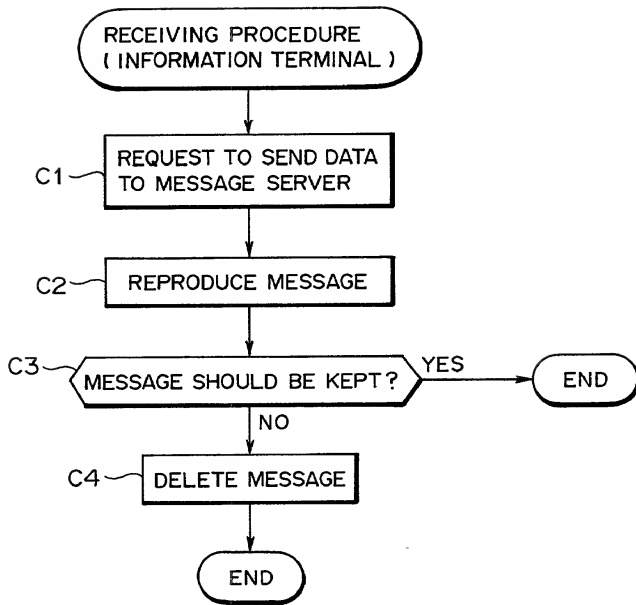 RECEIVING PROCEDURE
( INFORMATION TERMINAL )
C1
REQUEST TO SEND DATA
TO MESSAGE SERVER
C2
REPRODUCE MESSAGE
C3
MESSAGE SHOULD BE KEPT?
YES
END
NO
C4
DELETE MESSAGE
END